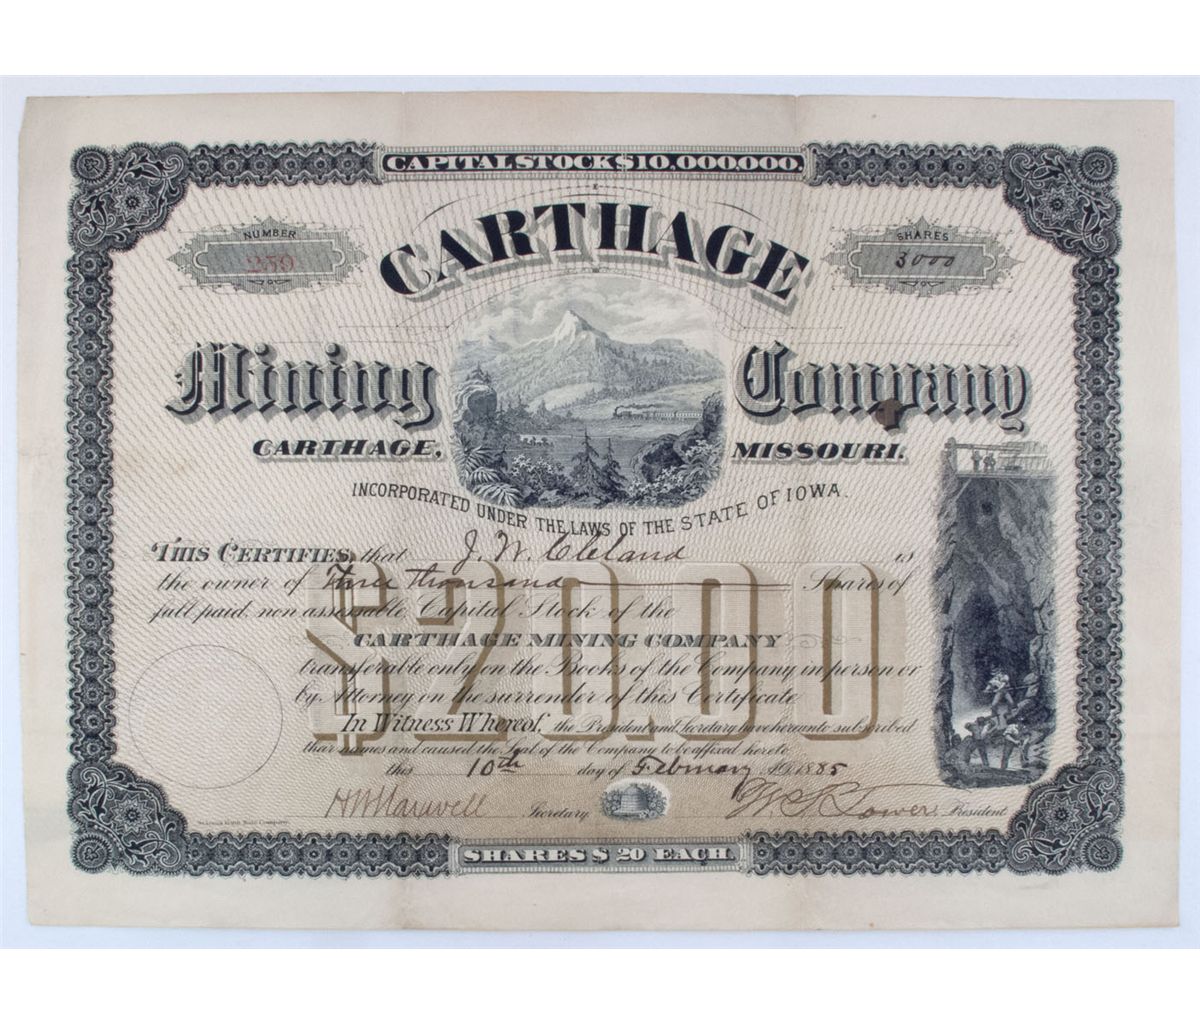 CAPITAL STOCK $10,000,000.
NUMBER
259
SHARES
3000
CARTHAGE
Mining Company
CARTHAGE, MISSOURI.
INCORPORATED UNDER THE LAWS OF THE STATE OF IOWA.
THIS CERTIFIES, that J. W. Cleland is
the owner of Three thousand Shares of
full paid non assessable Capital Stock of the
CARTHAGE MINING COMPANY
transferable only on the Books of the Company, in person or
by Attorney on the surrender of this Certificate
In Witness Whereof, the President and Secretary have hereunto subscribed
their names and caused the Seal of the Company to be affixed hereto
this 10th day of February AD 1885
$20.00
H W Maxwell Secretary. Tower President
SHARES $20 EACH.